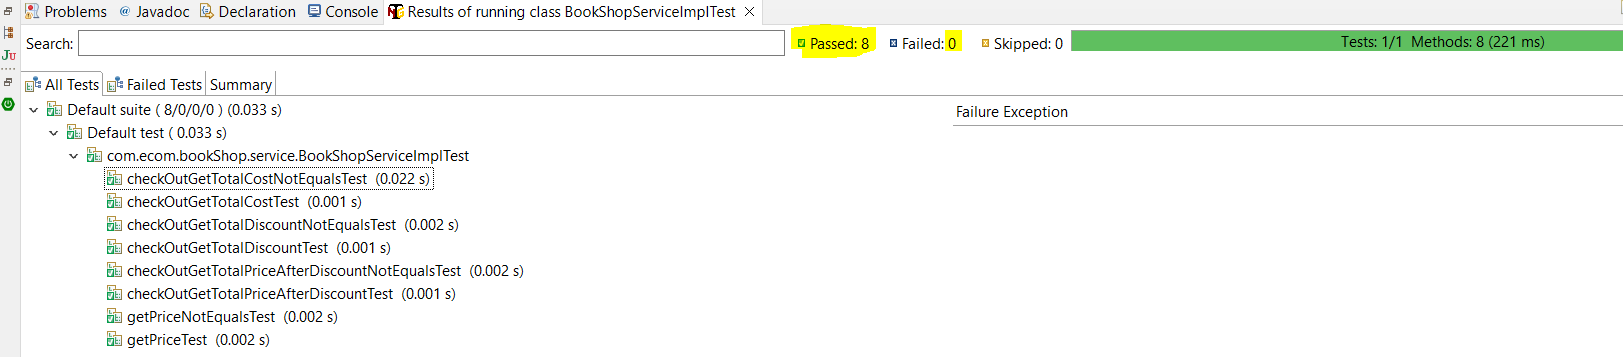 Problems @ Javadoc Declaration Console Results of running class BookShopServiceImplTest
Search: Passed: 8 Failed: 0 Skipped: 0 Tests: 1/1 Methods: 8 (221 ms)
Ju
All Tests Failed Tests Summary
Default suite ( 8/0/0/0 ) (0.033 s)
Failure Exception
Default test ( 0.033 s)
com.ecom.bookShop.service.BookShopServiceImplTest
checkOutGetTotalCostNotEqualsTest (0.022 s)
checkOutGetTotalCostTest (0.001 s)
checkOutGetTotalDiscountNotEqualsTest (0.002 s)
checkOutGetTotalDiscountTest (0.001 s)
checkOutGetTotalPriceAfterDiscountNotEqualsTest (0.002 s)
checkOutGetTotalPriceAfterDiscountTest (0.001 s)
getPriceNotEqualsTest (0.002 s)
getPriceTest (0.002 s)